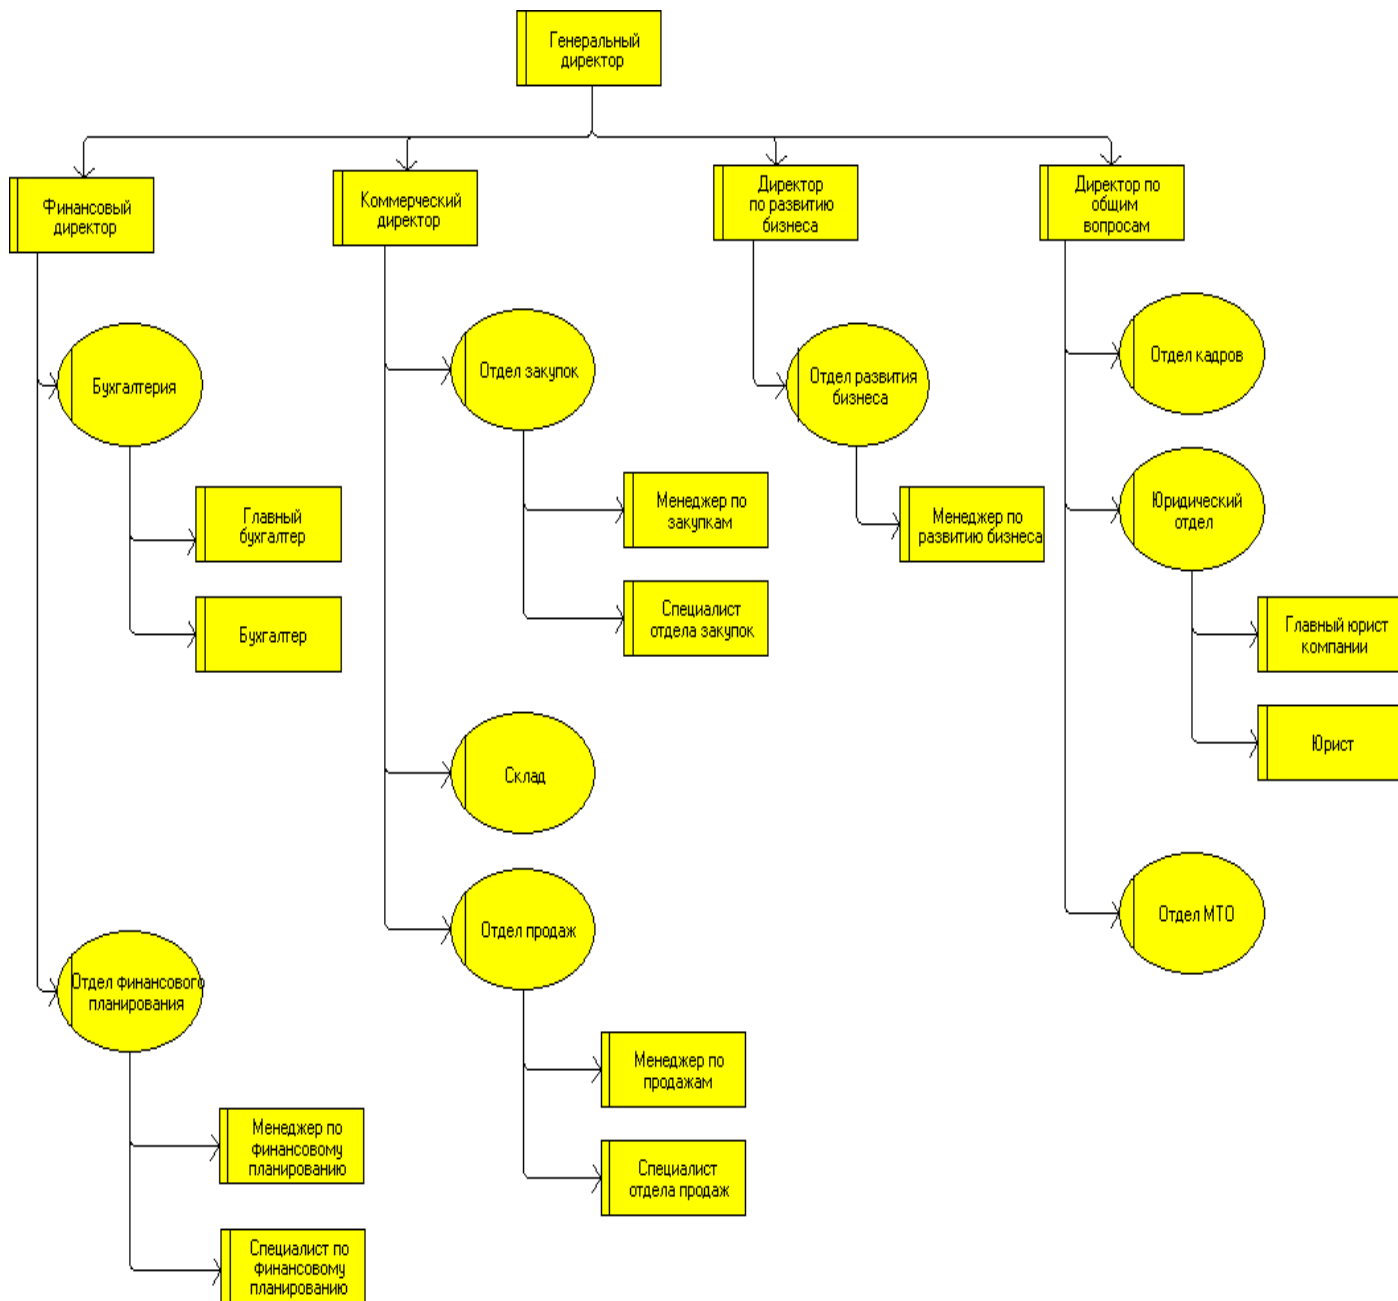 Генеральный
директор
Финансовый
директор
Коммерческий
директор
Директор
по развитию
бизнеса
Директор по
общим
вопросам
Бухгалтерия
Отдел закупок
Отдел развития
бизнеса
Отдел кадров
Главный
бухгалтер
Бухгалтер
Менеджер по
закупкам
Специалист
отдела закупок
Менеджер по
развитию бизнеса
Юридический
отдел
Главный юрист
компании
Юрист
Склад
Отдел продаж
Отдел МТО
Отдел финансового
планирования
Менеджер по
продажам
Специалист
отдела продаж
Менеджер по
финансовому
планированию
Специалист по
финансовому
планированию